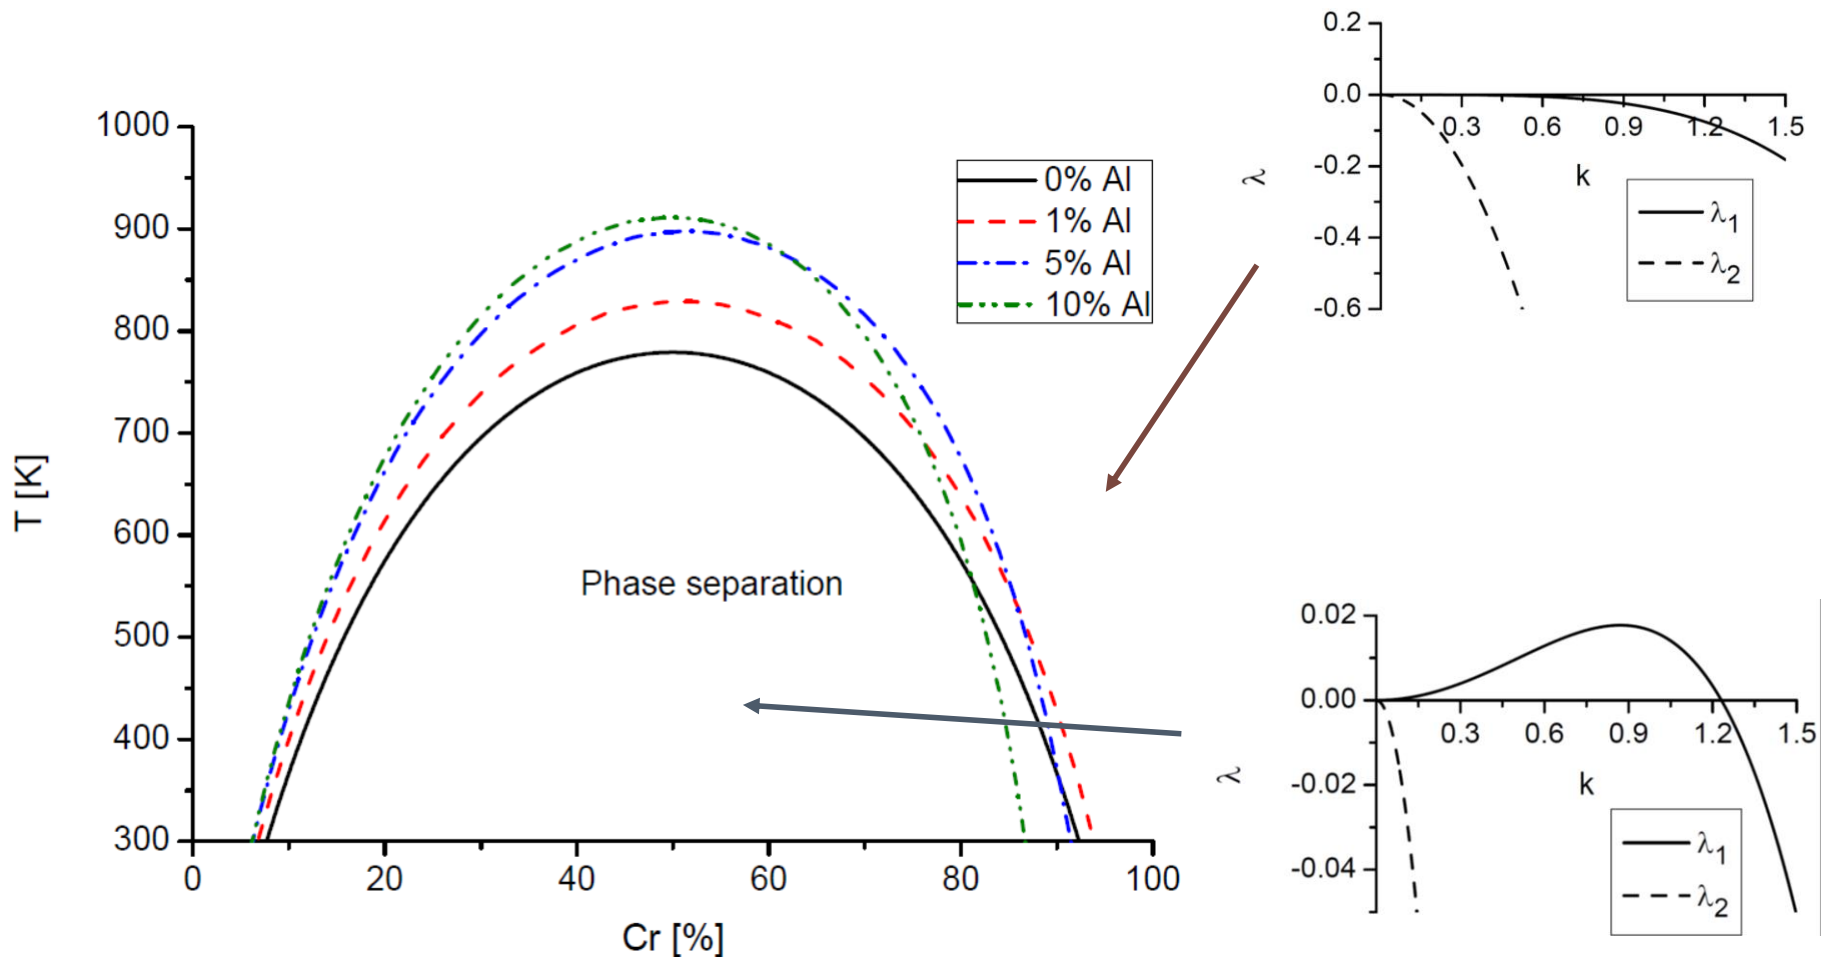 1000
900
800
700
600
500
400
300
T [K]
0
20
40
60
80
100
Cr [%]
Phase separation
0% Al
1% Al
5% Al
10% Al
0.2
0.0
-0.2
-0.4
-0.6
λ
0.3
0.6
0.9
1.2
1.5
k
λ1
λ2
0.02
0.00
-0.02
-0.04
λ
0.3
0.6
0.9
1.2
1.5
k
λ1
λ2